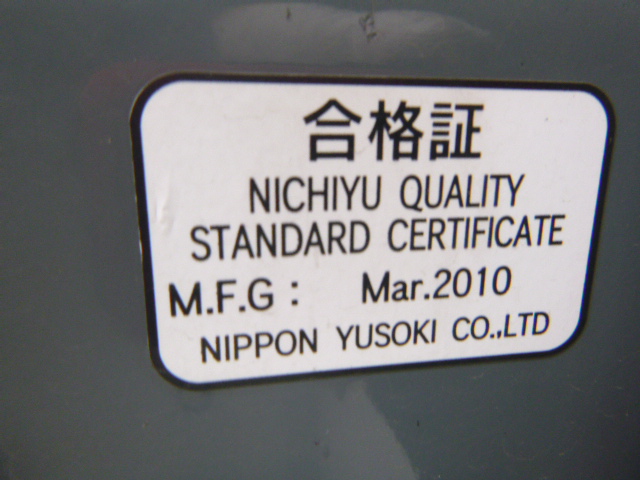 合格証
NICHIYU QUALITY
STANDARD CERTIFICATE
M.F.G : Mar.2010
NIPPON YUSOKI CO.,LTD